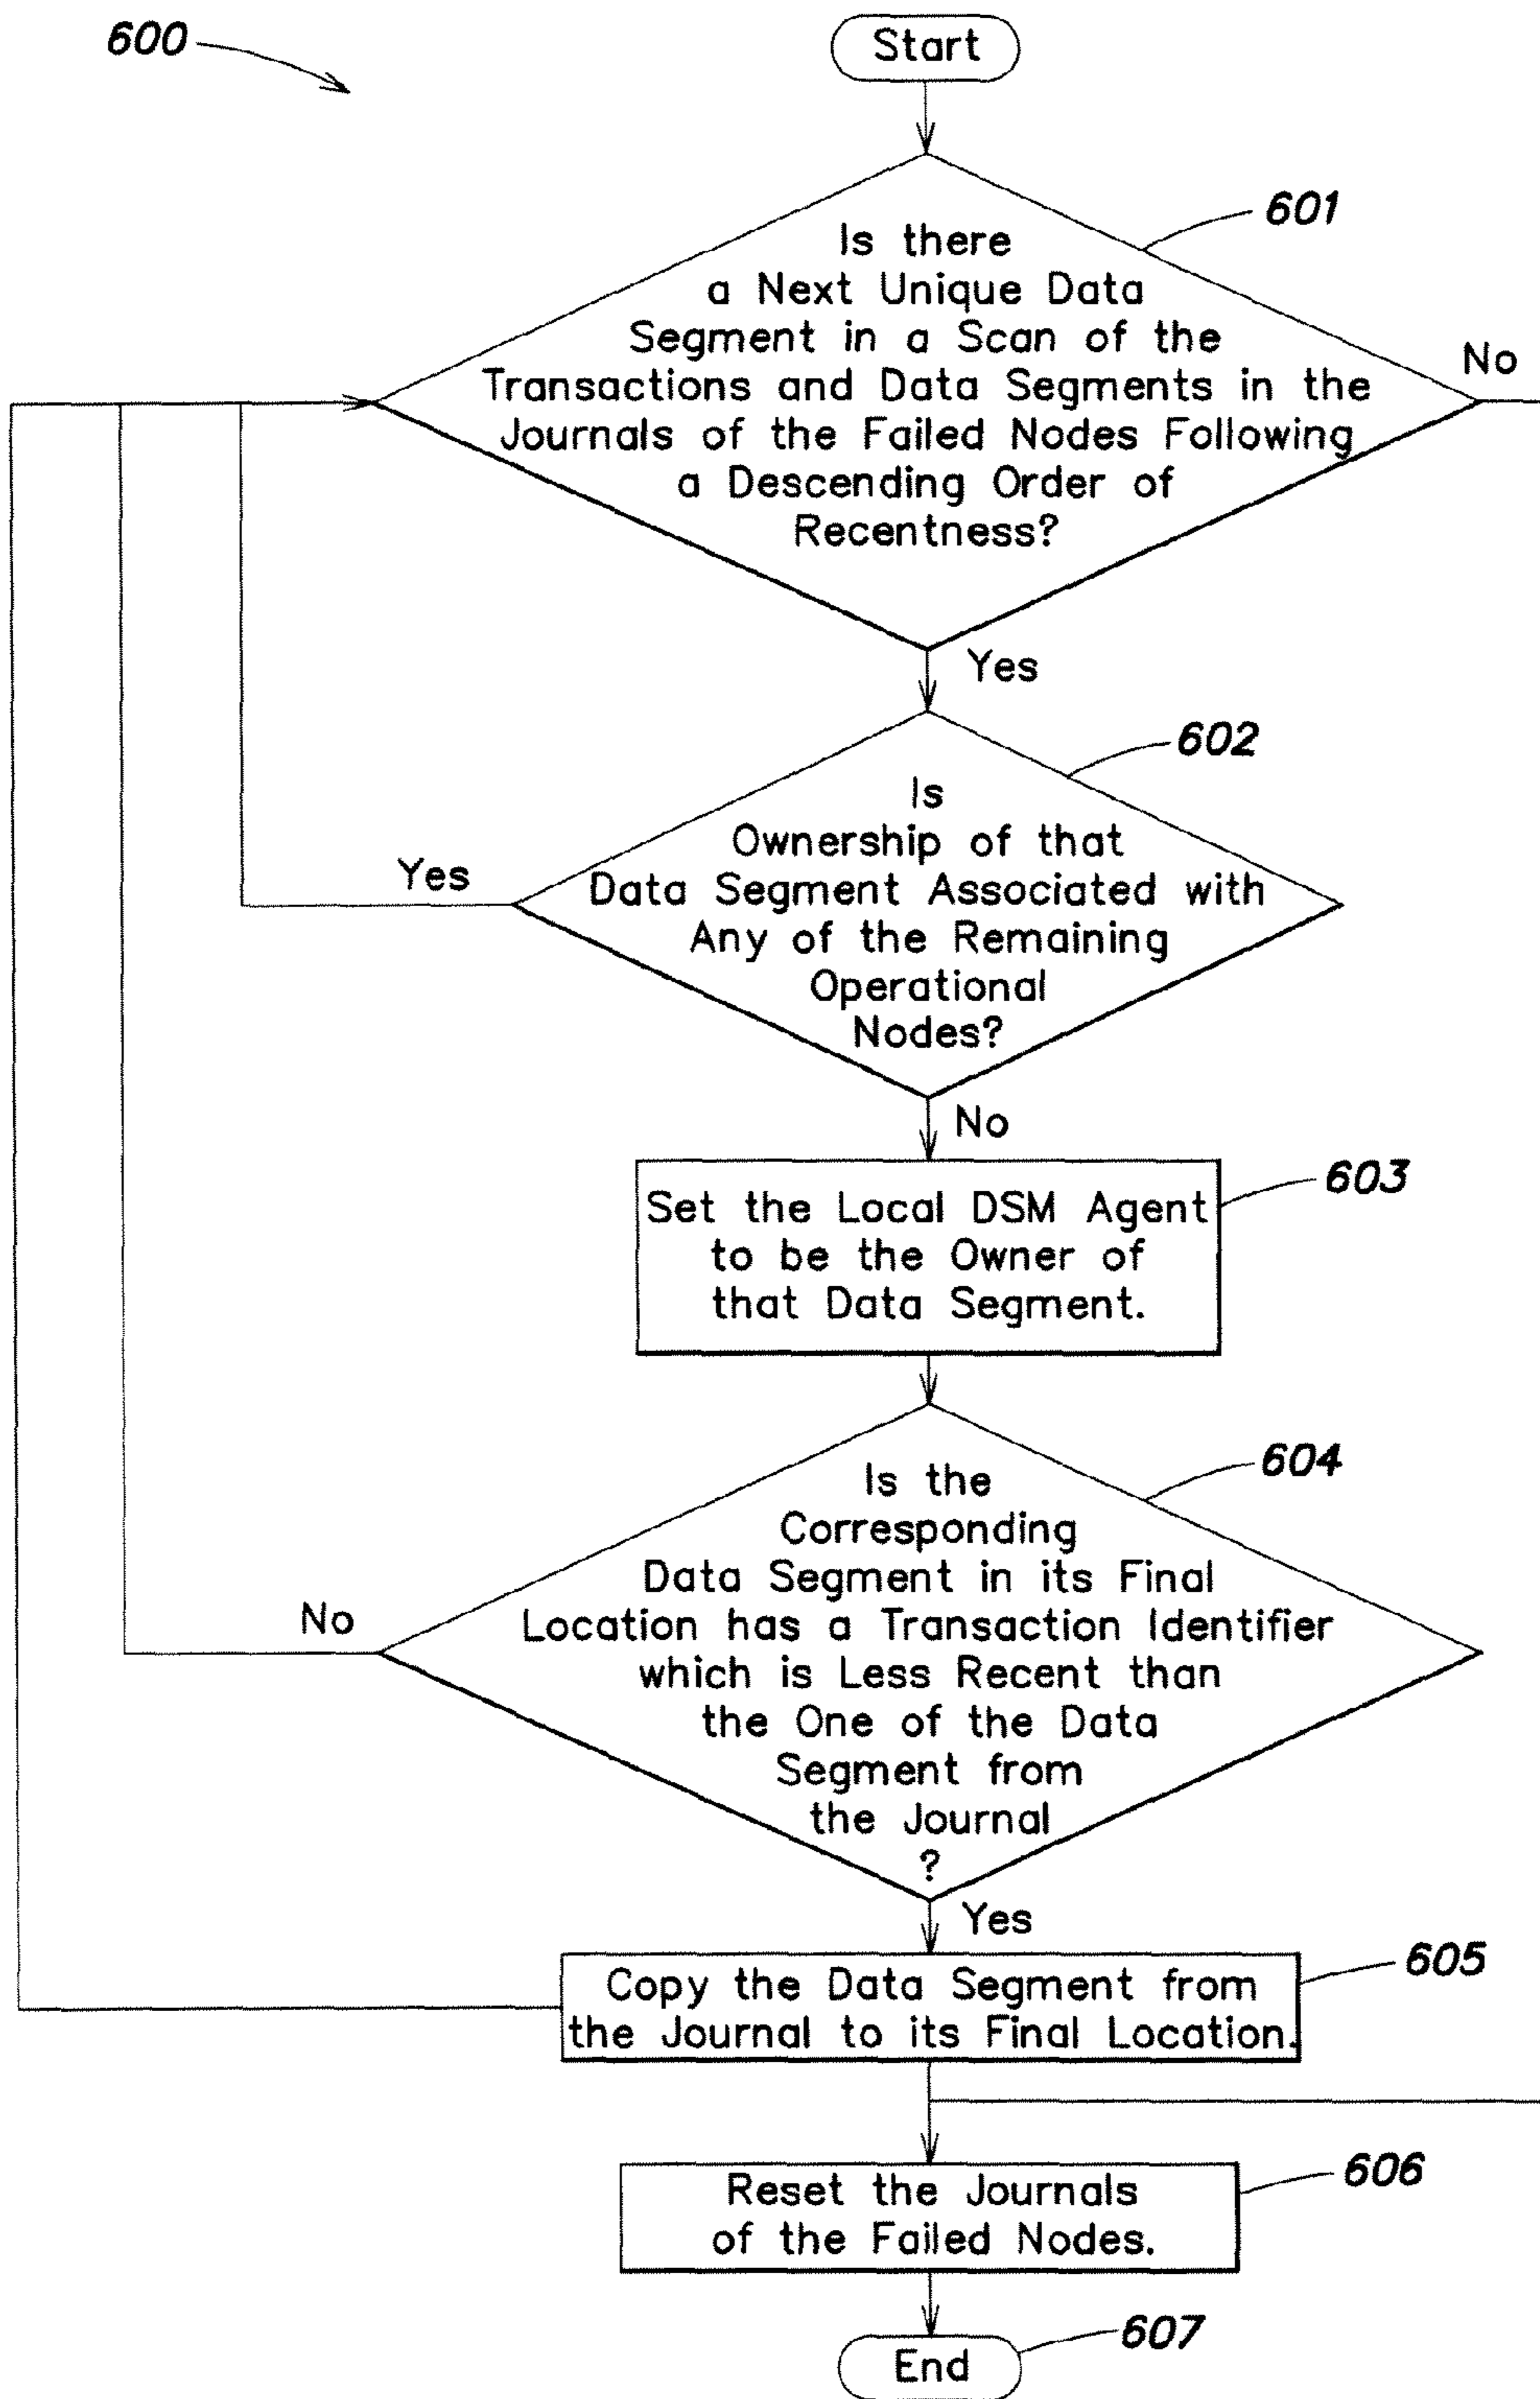 600
Start
601
Is there
a Next Unique Data
Segment in a Scan of the
Transactions and Data Segments in the
Journals of the Failed Nodes Following
a Descending Order of
Recentness?
No
Yes
602
Is
Ownership of that
Data Segment Associated with
Any of the Remaining
Operational
Nodes?
Yes
No
603
Set the Local DSM Agent
to be the Owner of
that Data Segment.
604
Is the
Corresponding
Data Segment in its Final
Location has a Transaction Identifier
which is Less Recent than
the One of the Data
Segment from
the Journal
?
No
Yes
605
Copy the Data Segment from
the Journal to its Final Location.
606
Reset the Journals
of the Failed Nodes.
607
End